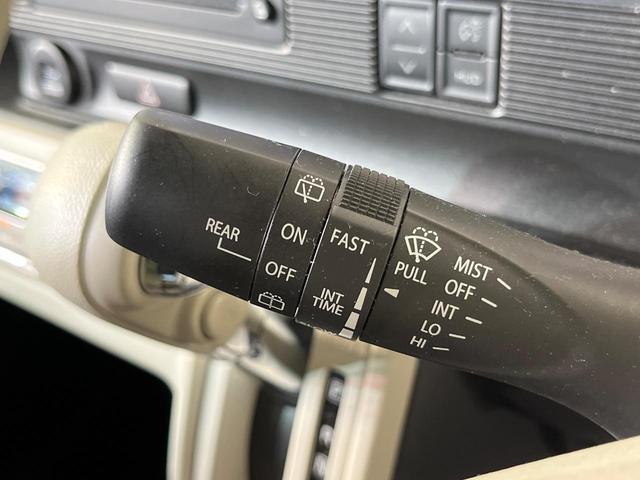 REAR
ON
OFF
FAST
INT
TIME
PULL
MIST
OFF
INT
LO
HI